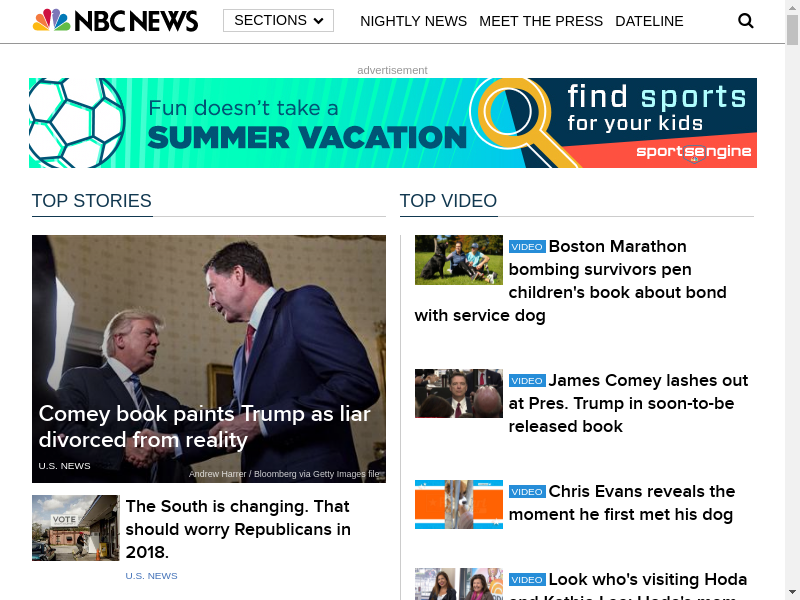 NBC NEWS
SECTIONS
NIGHTLY NEWS
MEET THE PRESS
DATELINE
advertisement
Fun doesn't take a
SUMMER VACATION
find sports
for your kids
sportsengine
TOP STORIES
Comey book paints Trump as liar
divorced from reality
U.S. NEWS
Andrew Harrer / Bloomberg via Getty Images file
VOTE
The South is changing. That
should worry Republicans in
2018.
U.S. NEWS
TOP VIDEO
VIDEO Boston Marathon
bombing survivors pen
children's book about bond
with service dog
VIDEO James Comey lashes out
at Pres. Trump in soon-to-be
released book
VIDEO Chris Evans reveals the
moment he first met his dog
VIDEO Look who's visiting Hoda